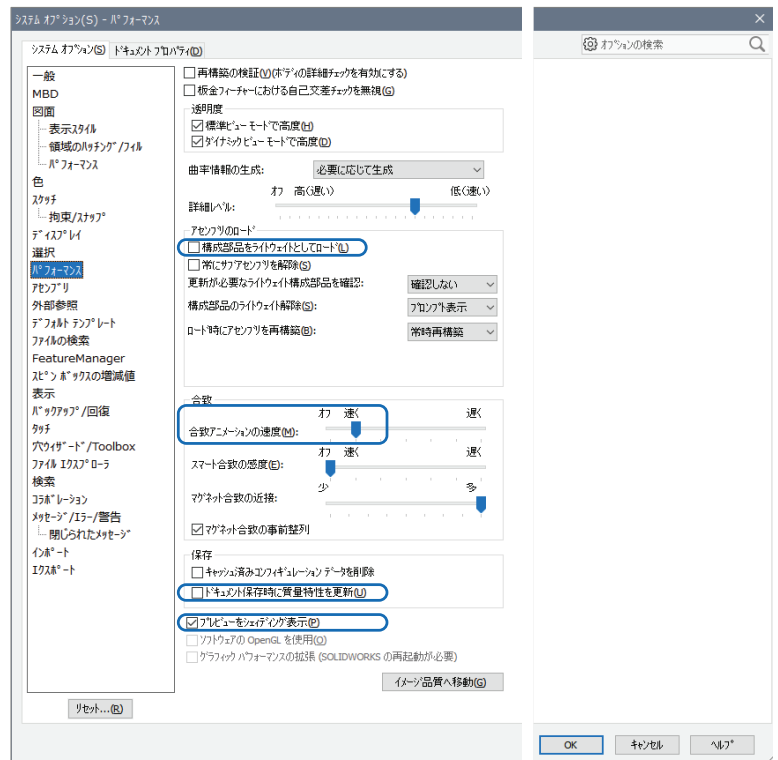 システム オプション(S) - パフォーマンス
×
システム オプション(S) ドキュメント プロパティ(D)
オプションの検索
一般
MBD
図面
表示スタイル
領域のハッチング/フィル
パフォーマンス
色
スケッチ
拘束/スナップ
ディスプレイ
選択
パフォーマンス
アセンブリ
外部参照
デフォルト テンプレート
ファイルの検索
FeatureManager
スピン ボックスの増減値
表示
バックアップ/回復
タッチ
穴ウィザード/Toolbox
ファイル エクスプローラ
検索
コラボレーション
メッセージ/エラー/警告
閉じられたメッセージ
インポート
エクスポート
リセット...(R)
再構築の検証(V)(ボディの詳細チェックを有効にする)
板金フィーチャーにおける自己交差チェックを無視(G)
透明度
標準ビュー モードで高度(H)
ダイナミック ビュー モードで高度(D)
曲率情報の生成: 必要に応じて生成
オフ 高(遅い) 低(速い)
詳細レベル:
アセンブリのロード
構成部品をライトウェイトとしてロード(L)
常にサブアセンブリを解除(S)
更新が必要なライトウェイト構成部品を確認: 確認しない
構成部品のライトウェイト解除(S): プロンプト表示
ロード時にアセンブリを再構築(B): 常時再構築
合致
オフ 速く 遅く
合致アニメーションの速度(M):
オフ 速く 遅く
スマート合致の感度(E):
少 多
マグネット合致の近接:
マグネット合致の事前整列
保存
キャッシュ済みコンフィギュレーション データを削除
ドキュメント保存時に質量特性を更新(U)
プレビューをシェイディング表示(P)
ソフトウェアの OpenGL を使用(O)
グラフィック パフォーマンスの拡張 (SOLIDWORKS の再起動が必要)
イメージ品質へ移動(G)
OK キャンセル ヘルプ